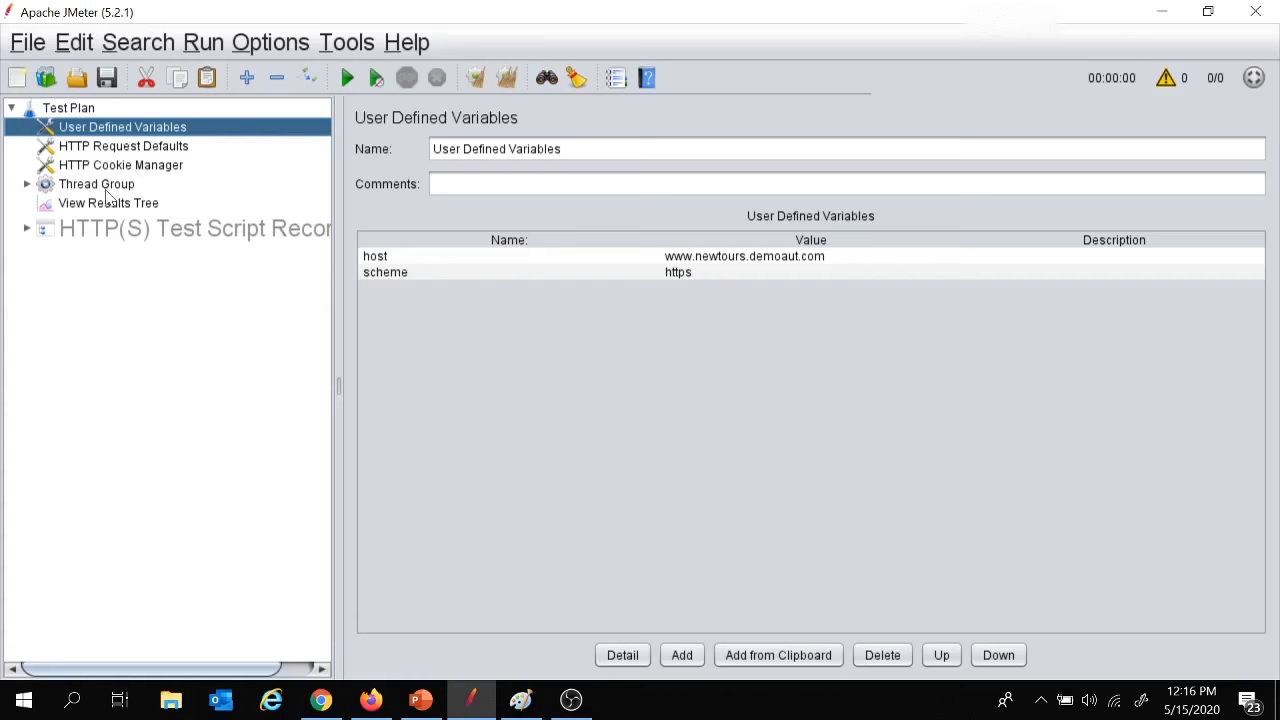 Apache JMeter (5.2.1)
File Edit Search Run Options Tools Help
00:00:00 0 0/0
Test Plan
User Defined Variables
HTTP Request Defaults
HTTP Cookie Manager
Thread Group
View Results Tree
HTTP(S) Test Script Recor
User Defined Variables
Name: User Defined Variables
Comments:
User Defined Variables
Name: Value Description
host www.newtours.demoaut.com
scheme https
Detail Add Add from Clipboard Delete Up Down
12:16 PM
5/15/2020
23